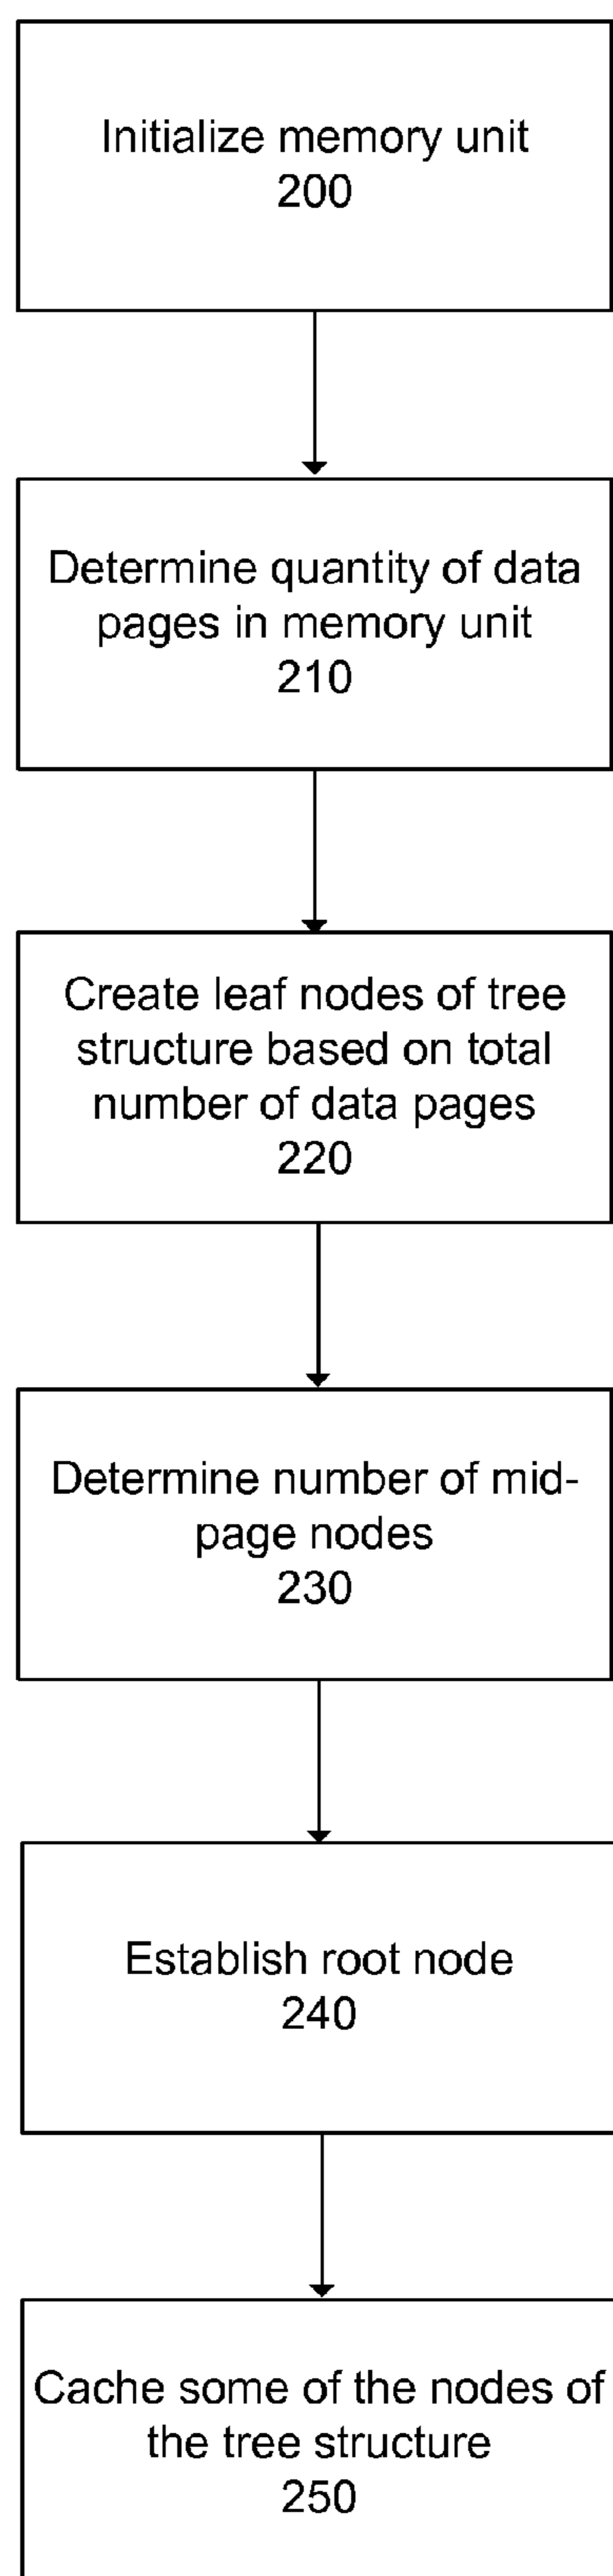 Initialize memory unit
200
Determine quantity of data
pages in memory unit
210
Create leaf nodes of tree
structure based on total
number of data pages
220
Determine number of mid-
page nodes
230
Establish root node
240
Cache some of the nodes of
the tree structure
250